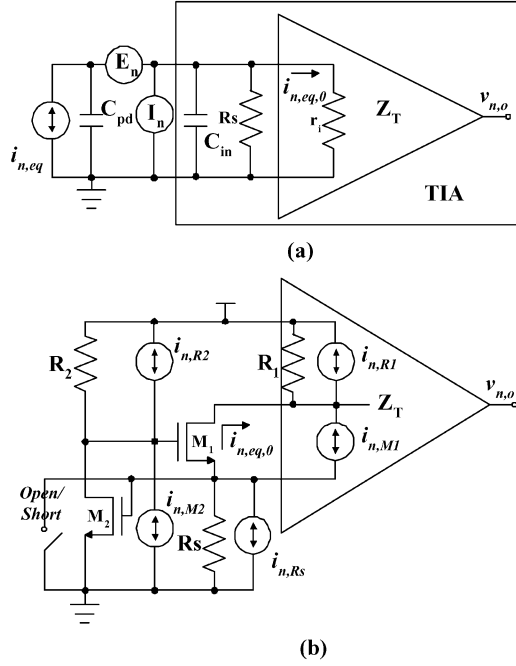 E_n
C_pd
I_n
i_n,eq
C_in
Rs
i_n,eq,0
r_i
Z_T
v_n,o
TIA
(a)
R_2
i_n,R2
R_1
i_n,R1
M_1
i_n,eq,0
Z_T
v_n,o
i_n,M1
Open/
Short
M_2
i_n,M2
Rs
i_n,Rs
(b)